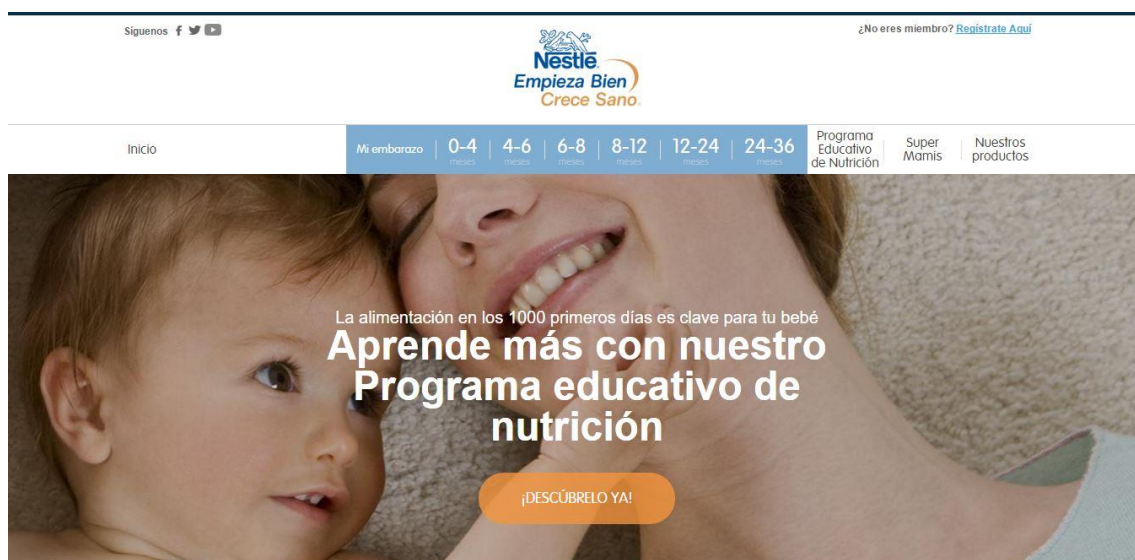 Síguenos
¿No eres miembro? Regístrate Aquí
Nestlé
Empieza Bien
Crece Sano.
Inicio
Mi embarazo
0-4
meses
4-6
meses
6-8
meses
8-12
meses
12-24
meses
24-36
meses
Programa
Educativo
de Nutrición
Super
Mamis
Nuestros
productos
La alimentación en los 1000 primeros días es clave para tu bebé
Aprende más con nuestro
Programa educativo de
nutrición
¡DESCÚBRELO YA!